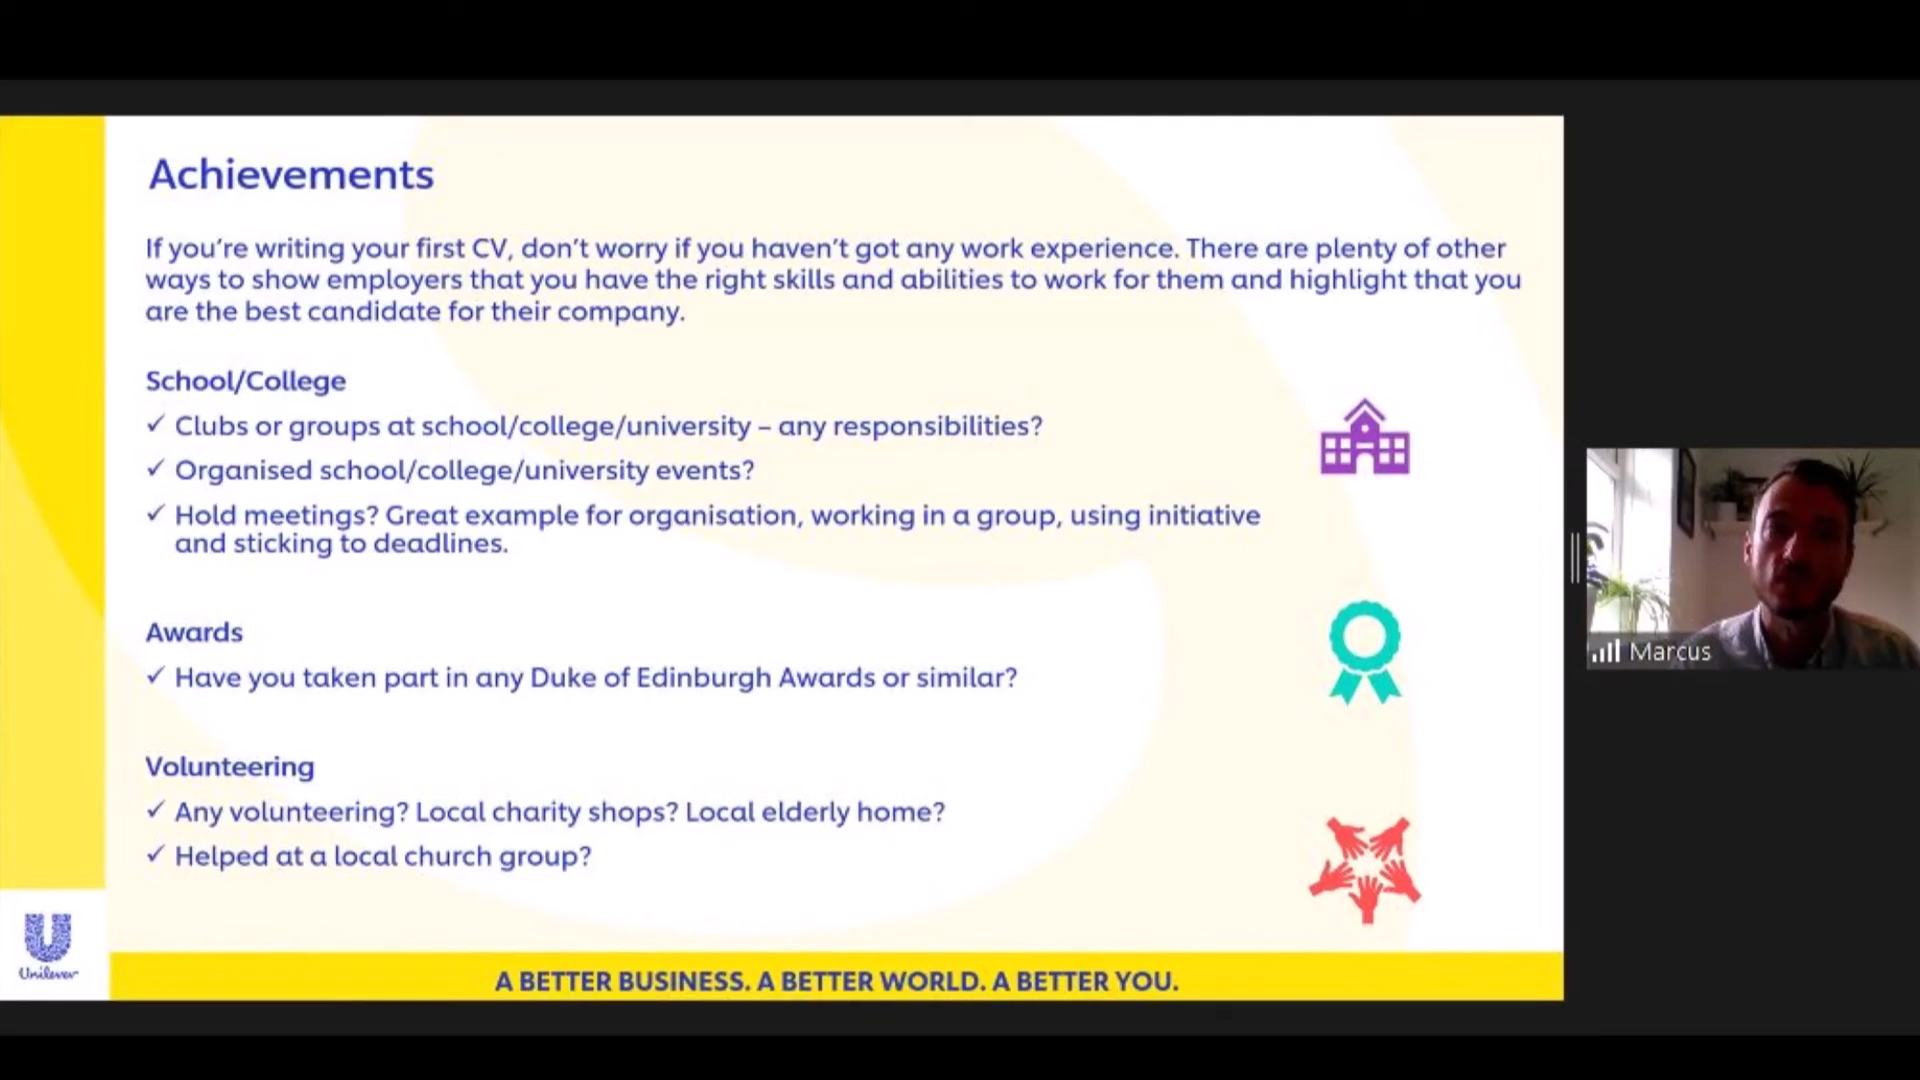 Achievements
If you're writing your first CV, don't worry if you haven't got any work experience. There are plenty of other
ways to show employers that you have the right skills and abilities to work for them and highlight that you
are the best candidate for their company.
School/College
✓ Clubs or groups at school/college/university – any responsibilities?
✓ Organised school/college/university events?
✓ Hold meetings? Great example for organisation, working in a group, using initiative
and sticking to deadlines.
Awards
✓ Have you taken part in any Duke of Edinburgh Awards or similar?
Volunteering
✓ Any volunteering? Local charity shops? Local elderly home?
✓ Helped at a local church group?
Unilever
A BETTER BUSINESS. A BETTER WORLD. A BETTER YOU.
Marcus